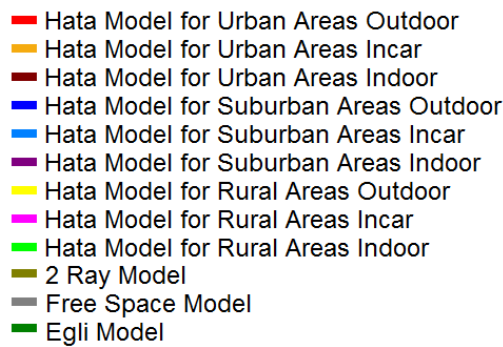 Hata Model for Urban Areas Outdoor
Hata Model for Urban Areas Incar
Hata Model for Urban Areas Indoor
Hata Model for Suburban Areas Outdoor
Hata Model for Suburban Areas Incar
Hata Model for Suburban Areas Indoor
Hata Model for Rural Areas Outdoor
Hata Model for Rural Areas Incar
Hata Model for Rural Areas Indoor
2 Ray Model
Free Space Model
Egli Model